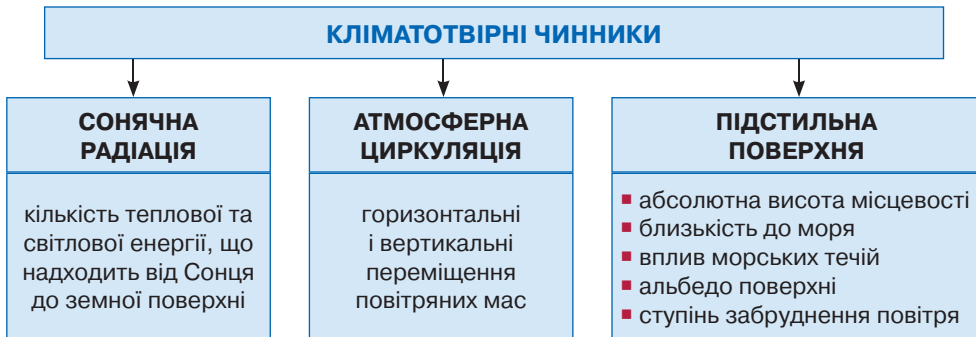 КЛІМАТОТВІРНІ ЧИННИКИ
СОНЯЧНА
РАДІАЦІЯ
кількість теплової та
світлової енергії, що
надходить від Сонця
до земної поверхні
АТМОСФЕРНА
ЦИРКУЛЯЦІЯ
горизонтальні
і вертикальні
переміщення
повітряних мас
ПІДСТИЛЬНА
ПОВЕРХНЯ
абсолютна висота місцевості
близькість до моря
вплив морських течій
альбедо поверхні
ступінь забруднення повітря